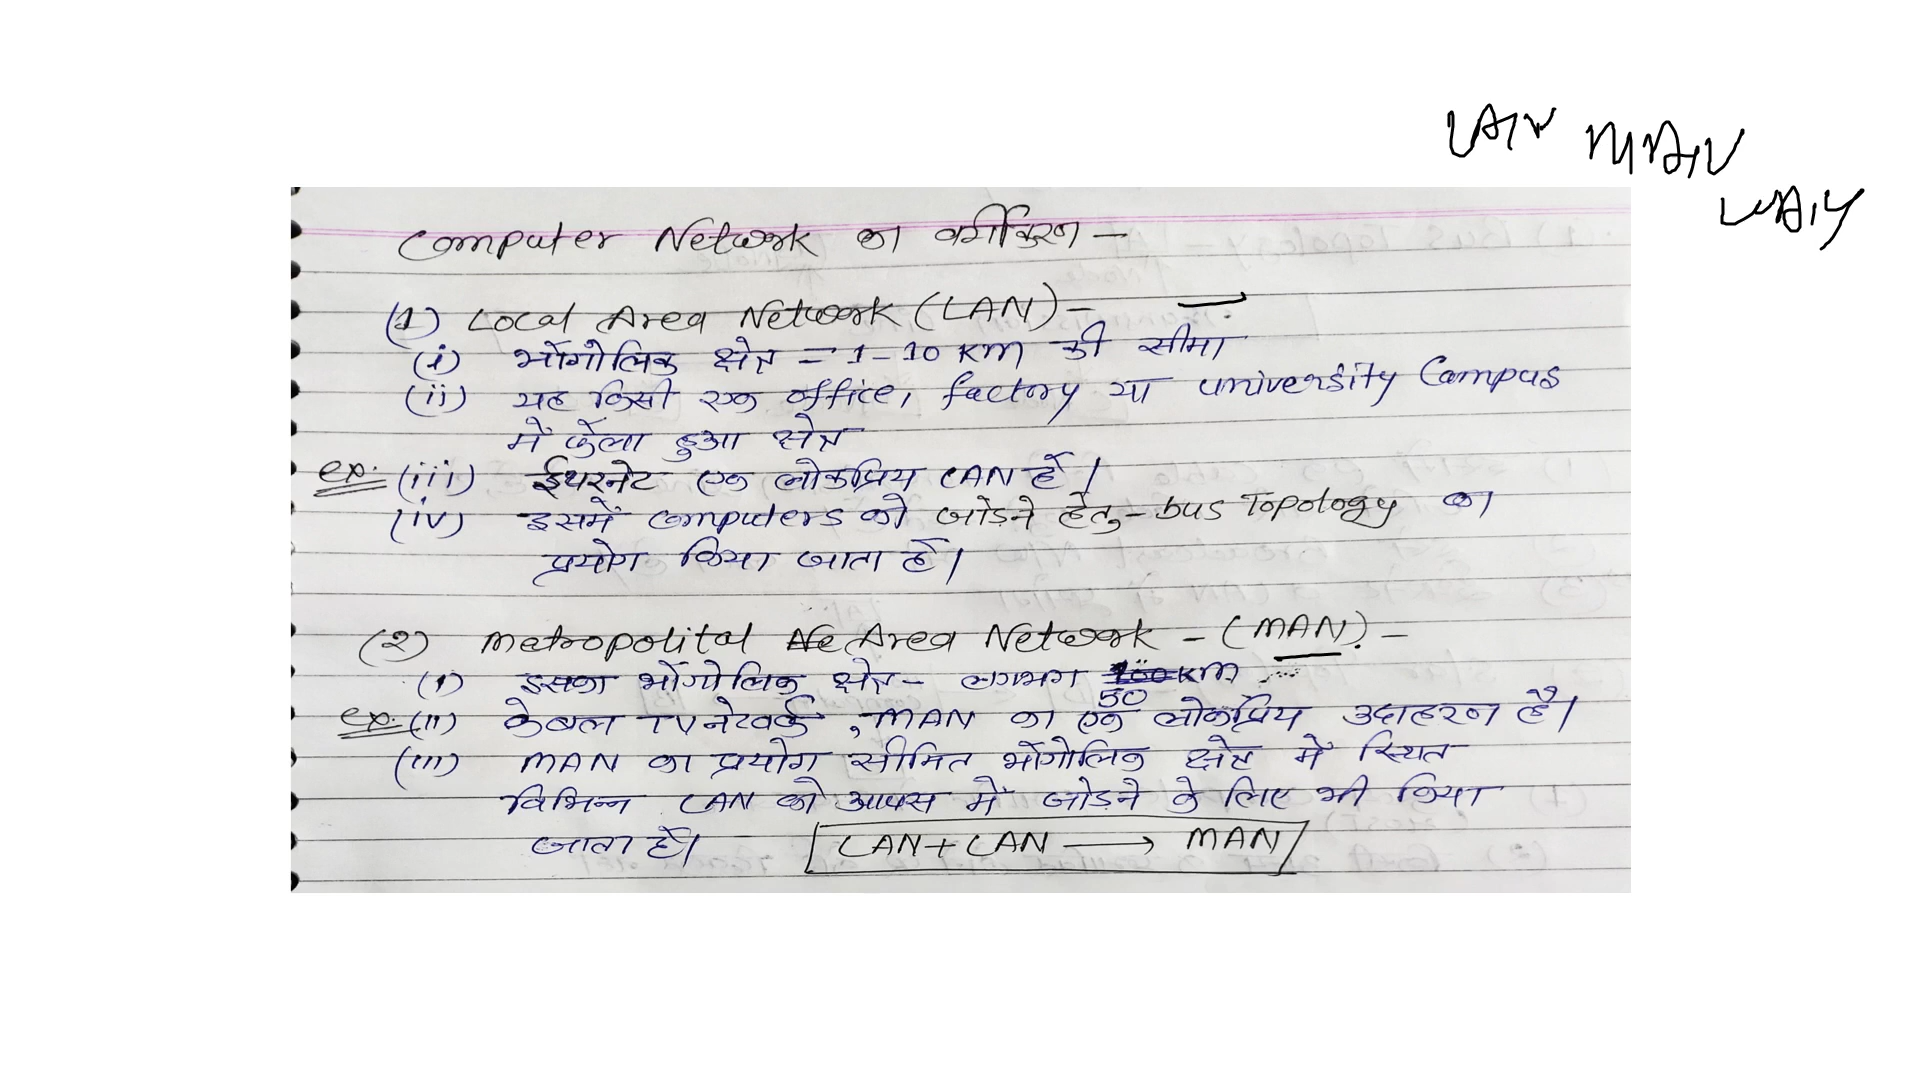 LAN MAN
WAN
Computer Network का वर्गीकरण –
(1) Local Area Network (LAN) –
(i) भौगोलिक क्षेत्र = 1-10 KM की सीमा
(ii) यह किसी एक office, factory या university Campus
में फैला हुआ क्षेत्र
ex:- (iii) ईथरनेट एक लोकप्रिय LAN है।
(iv) इसमें computers को जोड़ने हेतु - bus Topology का
प्रयोग किया जाता है।
(2) Metropolital Area Network - (MAN) –
(i) इसका भौगोलिक क्षेत्र - लगभग 50 KM
ex:- (ii) केबल TV नेटवर्क, MAN का एक लोकप्रिय उदाहरण है।
(iii) MAN का प्रयोग सीमित भौगोलिक क्षेत्र में स्थित
विभिन्न LAN को आपस में जोड़ने के लिए भी किया
जाता है। LAN + LAN → MAN